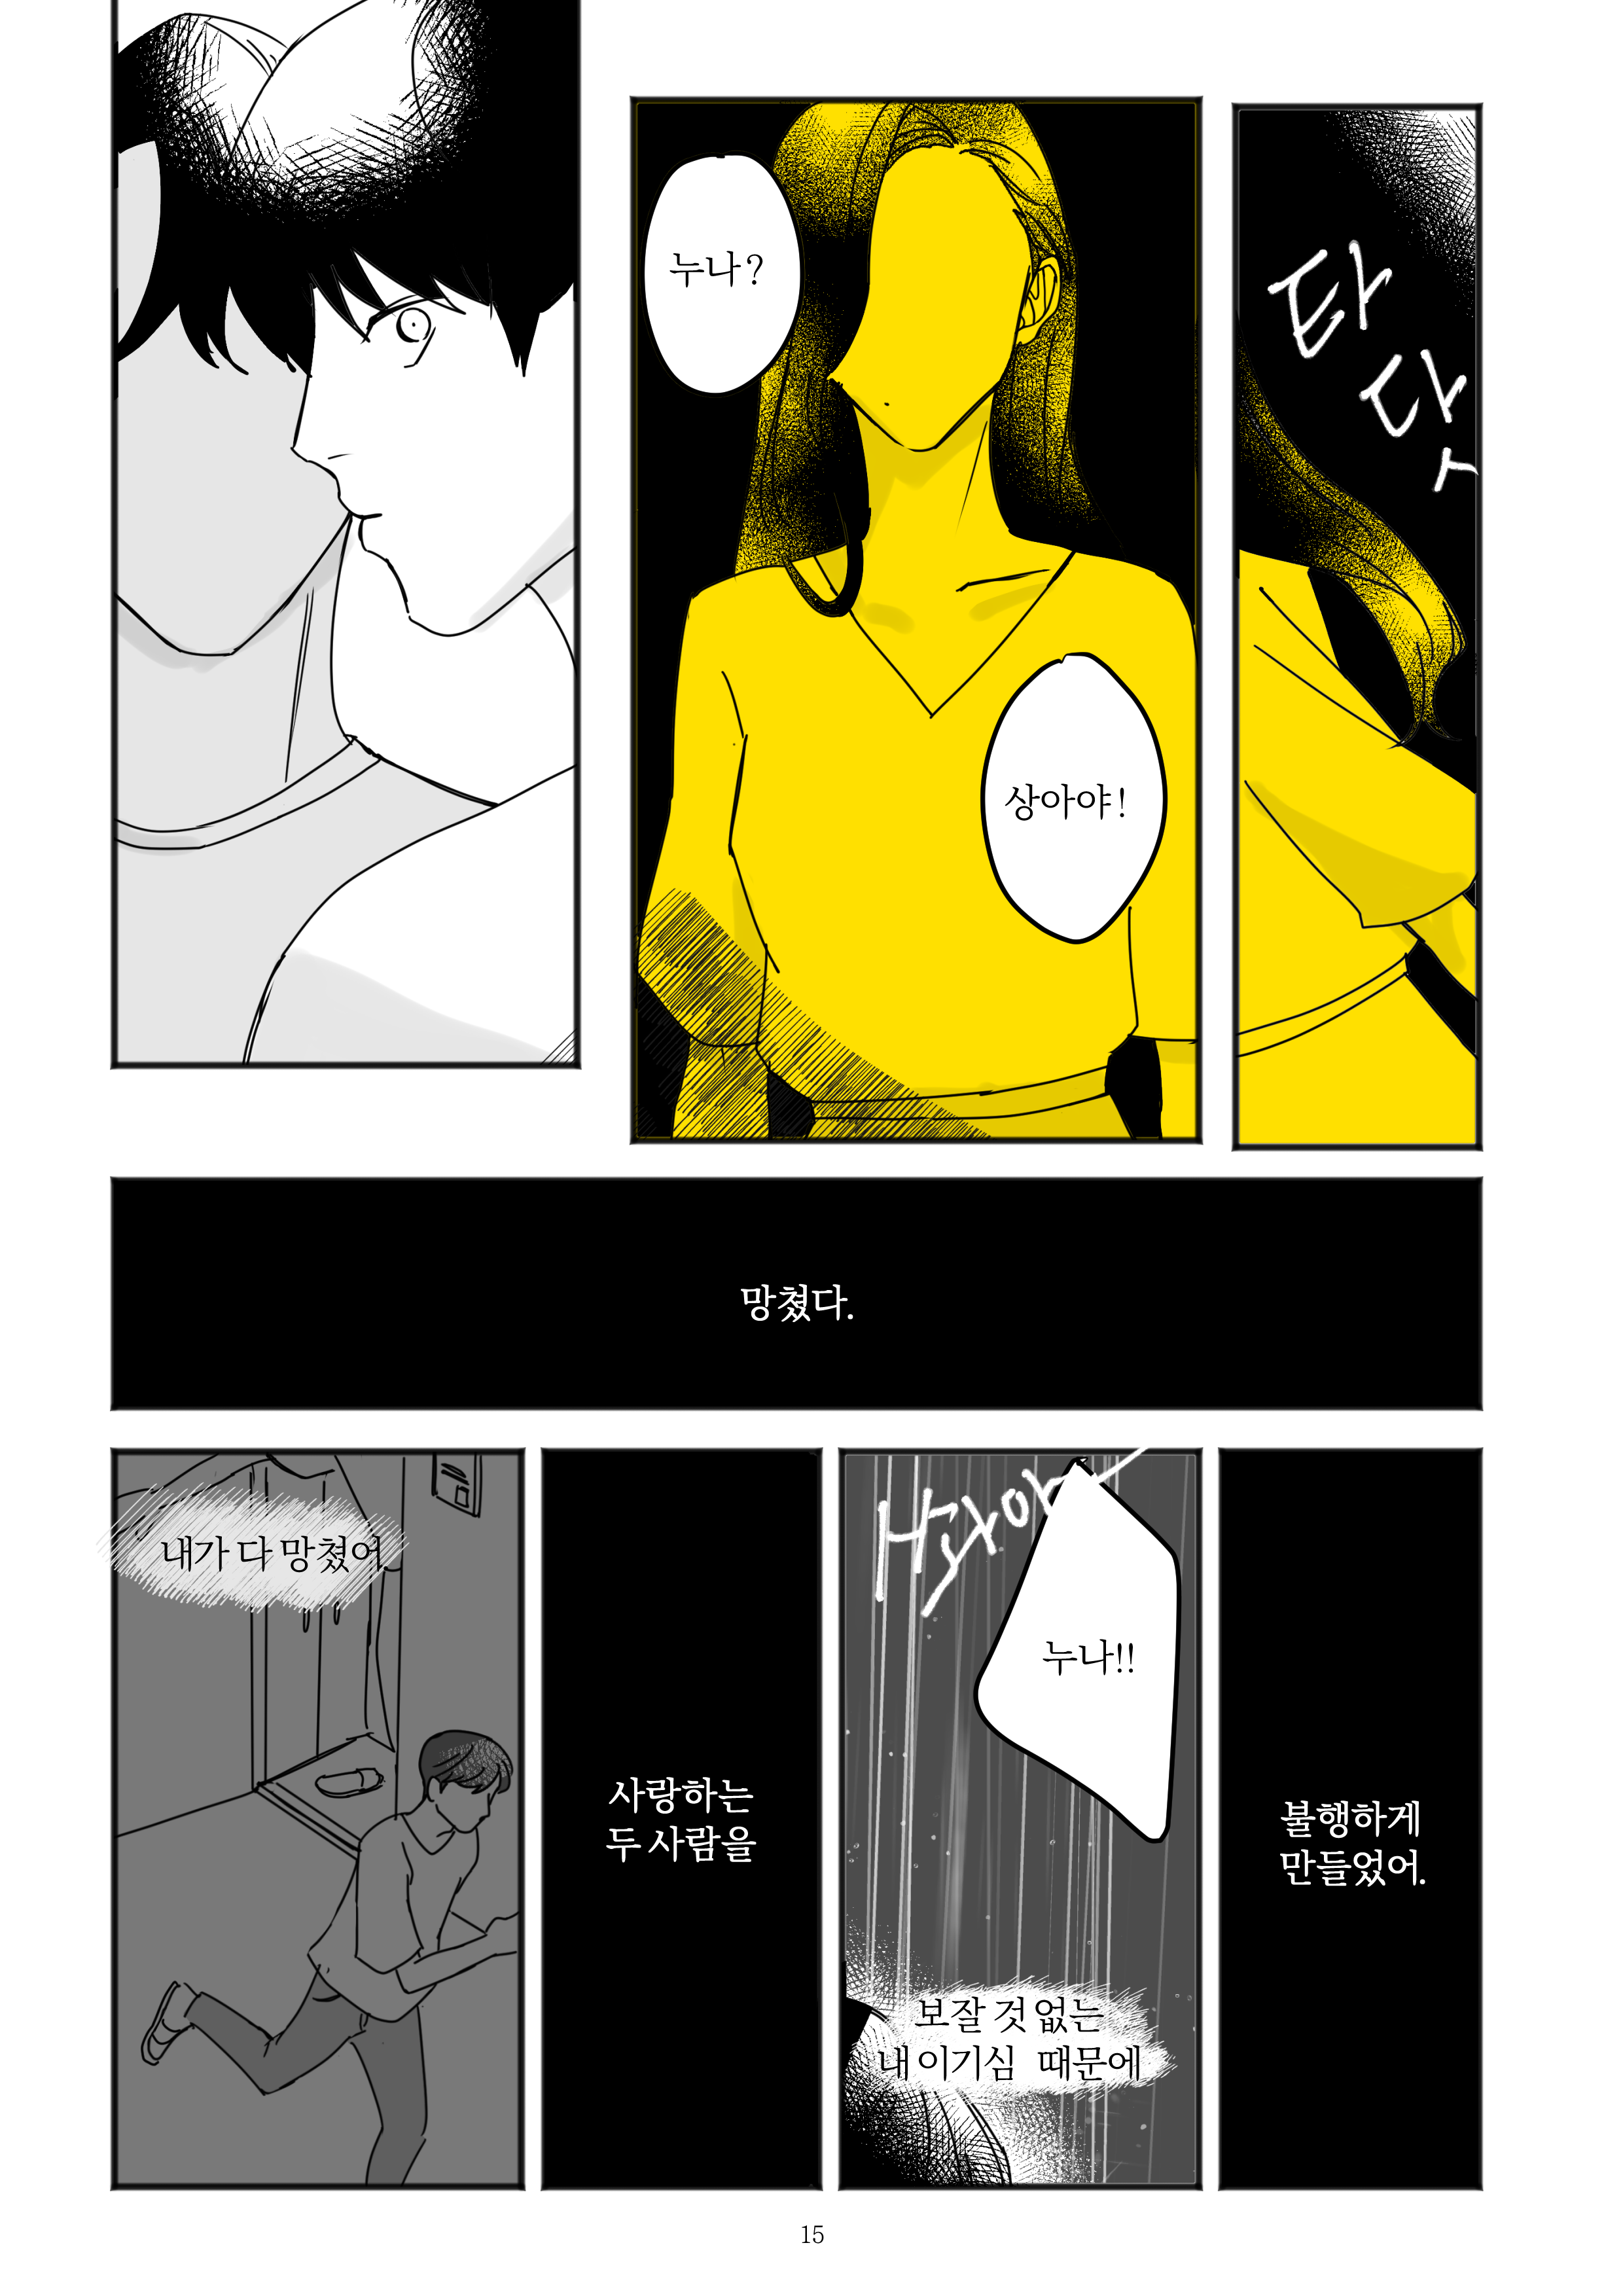 누나?
상아야!
타
닷
망쳤다.
내가 다 망쳤어
사랑하는
두 사람을
쏴아
누나!!
보잘 것 없는
내 이기심 때문에
불행하게
만들었어.
15